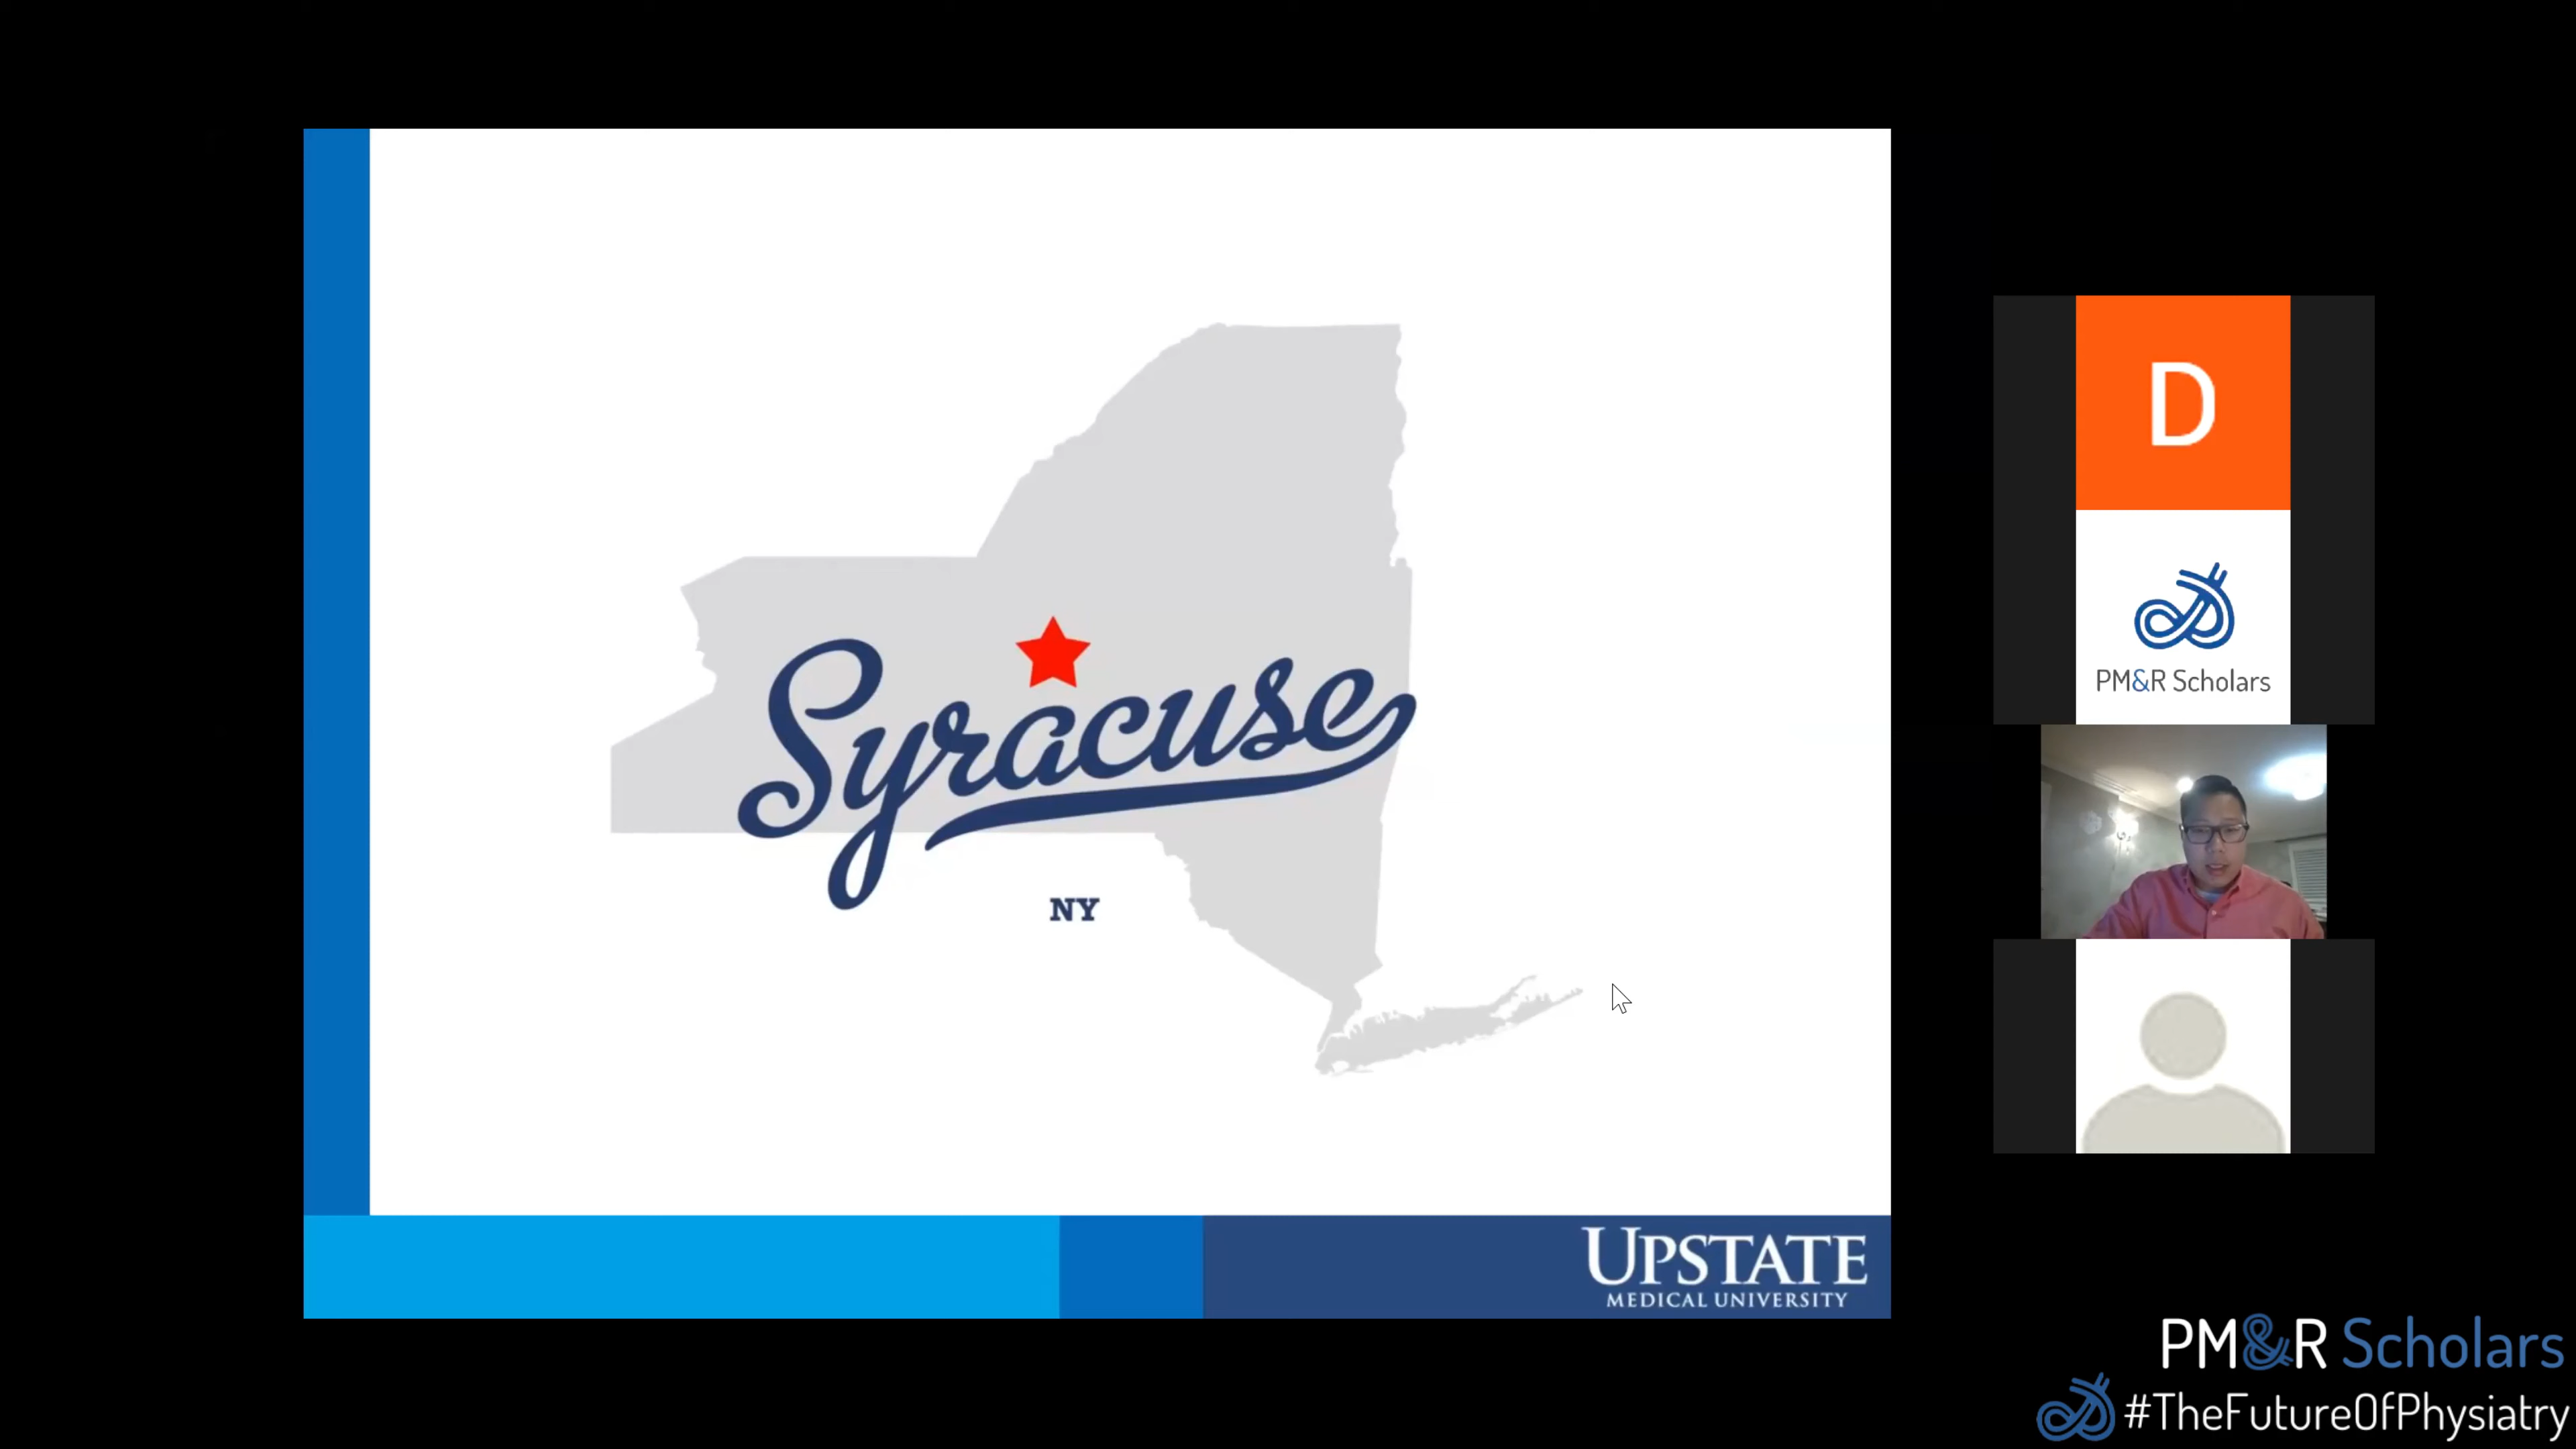 Syracuse
NY
UPSTATE
MEDICAL UNIVERSITY
D
PM&R Scholars
PM&R Scholars
#TheFutureOfPhysiatry